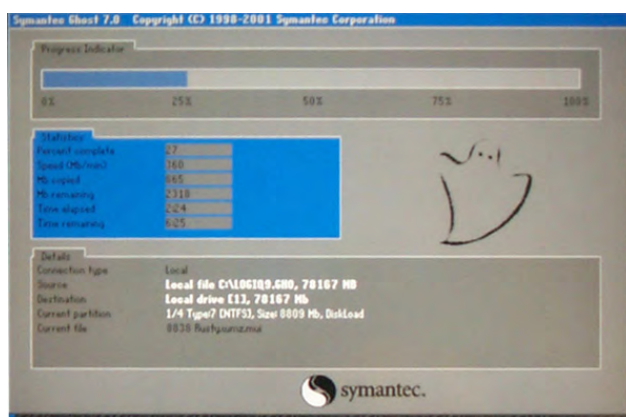 Symantec Ghost 7.0 Copyright (C) 1998-2001 Symantec Corporation
Progress Indicator
0% 25% 50% 75% 100%
Statistics
Percent complete 27
Speed (Mb/min) 360
Mb copied 865
Mb remaining 2318
Time elapsed 2:24
Time remaining 6:25
Details
Connection type Local
Source Local file C:\LOGIQ9.GHO, 78167 MB
Destination Local drive [1], 78167 Mb
Current partition 1/4 Type:7 [NTFS], Size: 8809 Mb, DiskLoad
Current file 8838
symantec.